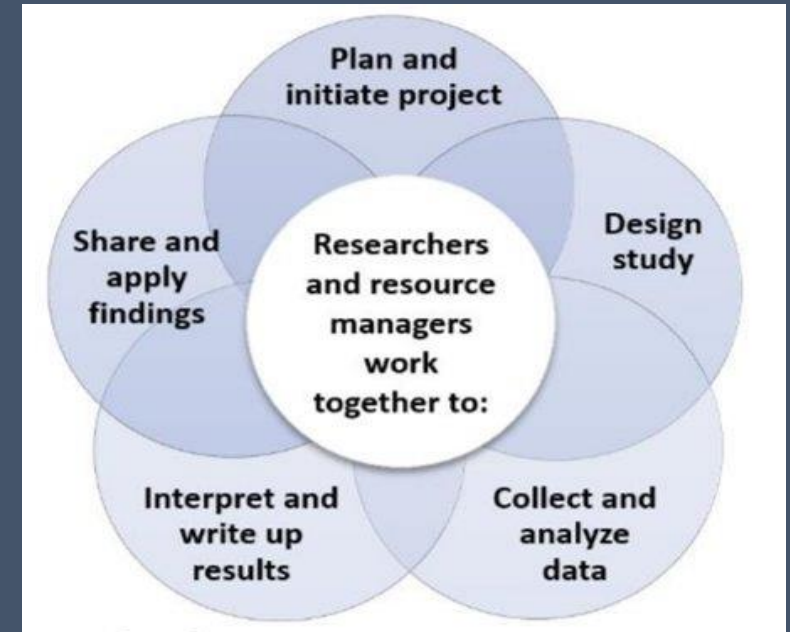 Plan and
initiate project
Design
study
Share and
apply
findings
Researchers
and resource
managers
work
together to:
Interpret and
write up
results
Collect and
analyze
data